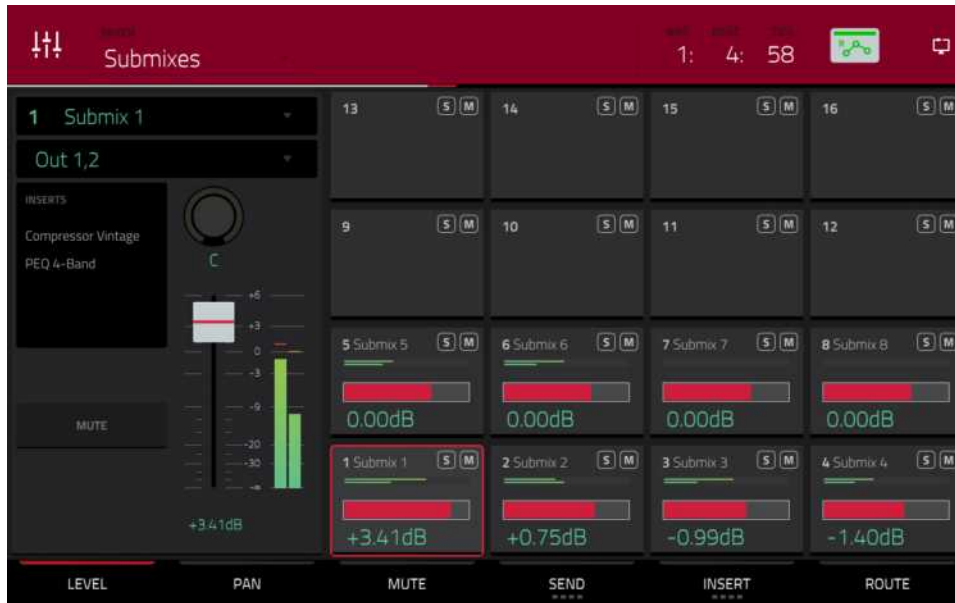 Submixes
1: 4: 58
1 Submix 1
Out 1,2
INSERTS
Compressor Vintage
PEQ 4-Band
C
+6
+3
0
-3
-9
-20
-30
-∞
MUTE
+3.41dB
13 S M
14 S M
15 S M
16 S M
9 S M
10 S M
11 S M
12 S M
5 Submix 5 S M
0.00dB
6 Submix 6 S M
0.00dB
7 Submix 7 S M
0.00dB
8 Submix 8 S M
0.00dB
1 Submix 1 S M
+3.41dB
2 Submix 2 S M
+0.75dB
3 Submix 3 S M
-0.99dB
4 Submix 4 S M
-1.40dB
LEVEL
PAN
MUTE
SEND
INSERT
ROUTE